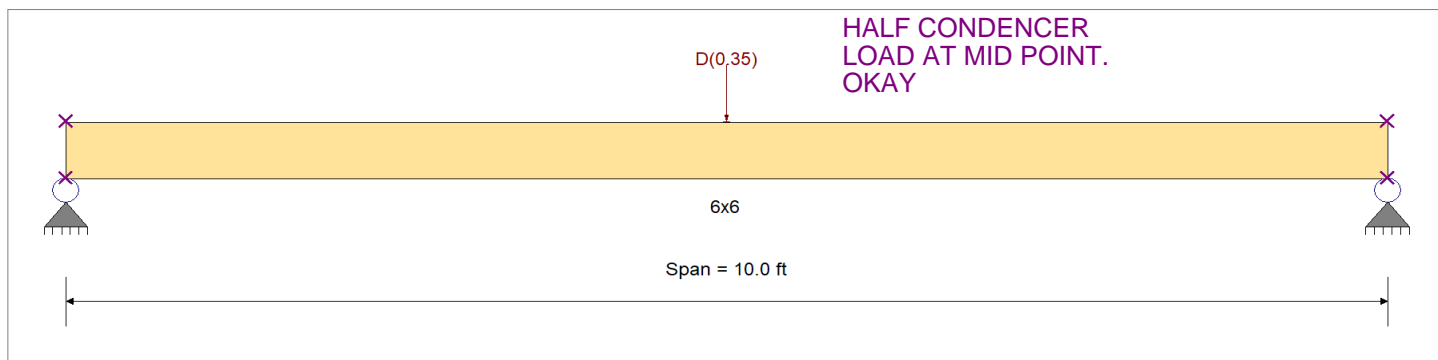 HALF CONDENCER
LOAD AT MID POINT.
OKAY
D(0.35)
6x6
Span = 10.0 ft